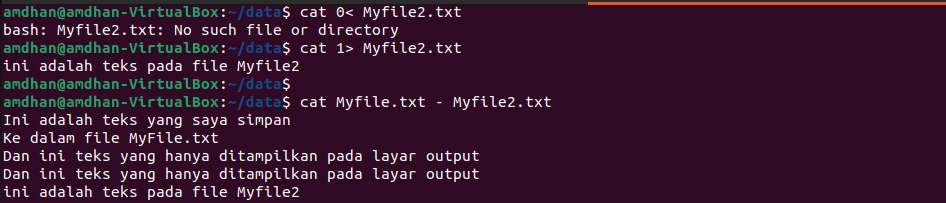 amdhan@amdhan-VirtualBox:~/data$ cat 0< Myfile2.txt
bash: Myfile2.txt: No such file or directory
amdhan@amdhan-VirtualBox:~/data$ cat 1> Myfile2.txt
ini adalah teks pada file Myfile2
amdhan@amdhan-VirtualBox:~/data$
amdhan@amdhan-VirtualBox:~/data$ cat Myfile.txt - Myfile2.txt
Ini adalah teks yang saya simpan
Ke dalam file MyFile.txt
Dan ini teks yang hanya ditampilkan pada layar output
Dan ini teks yang hanya ditampilkan pada layar output
ini adalah teks pada file Myfile2